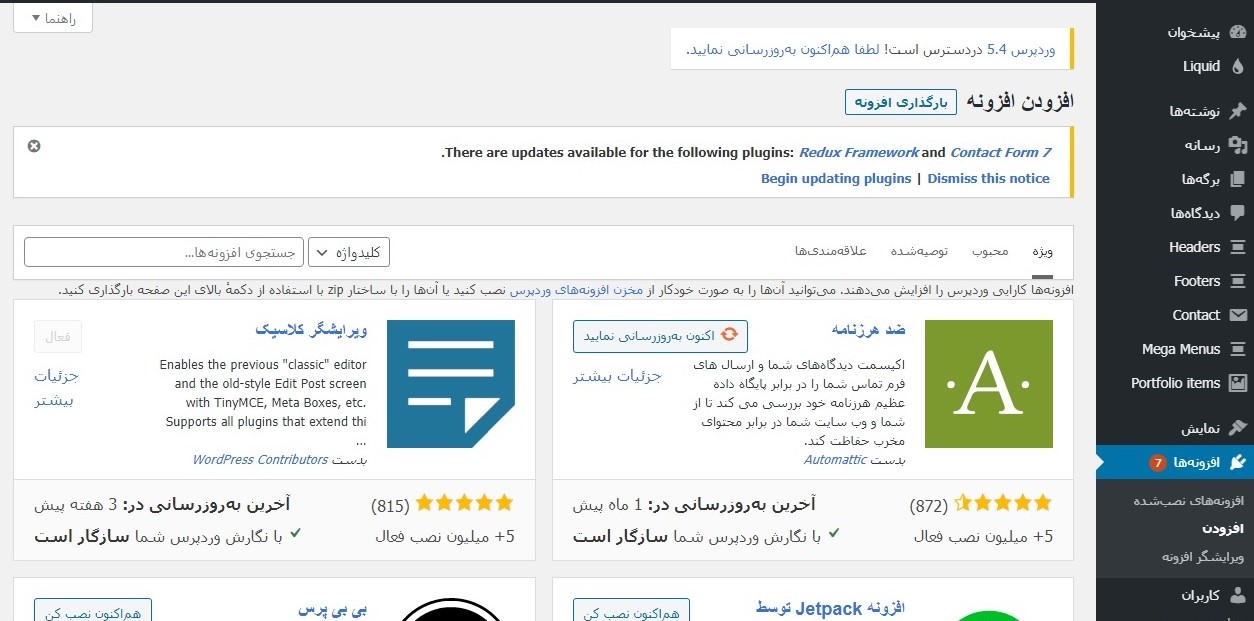 راهنما
وردپرس 5.4 دردسترس است! لطفا هم‌اکنون به‌روزرسانی نمایید.
افزودن افزونه بارگذاری افزونه
There are updates available for the following plugins: Redux Framework and Contact Form 7.
Begin updating plugins | Dismiss this notice
ویژه محبوب توصیه‌شده علاقه‌مندی‌ها کلیدواژه جستجوی افزونه‌ها...
افزونه‌ها کارایی وردپرس را افزایش می‌دهند. می‌توانید آن‌ها را به صورت خودکار از مخزن افزونه‌های وردپرس نصب کنید یا آن‌ها را با ساختار zip با استفاده از دکمهٔ بالای این صفحه بارگذاری کنید.
ضد هرزنامه
اکنون به‌روزرسانی نمایید
جزئیات بیشتر
اکیسمت دیدگاه‌های شما و ارسال های
فرم تماس شما را در برابر پایگاه داده
عظیم هرزنامه خود بررسی می کند تا از
شما و وب سایت شما در برابر محتوای
مخرب حفاظت کند.
بدست Automattic
A
(872)
آخرین به‌روزرسانی در: 1 ماه پیش
5+ میلیون نصب فعال
با نگارش وردپرس شما سازگار است
ویرایشگر کلاسیک
فعال
جزئیات
بیشتر
Enables the previous "classic" editor
and the old-style Edit Post screen
with TinyMCE, Meta Boxes, etc.
Supports all plugins that extend thi
...
بدست WordPress Contributors
(815)
آخرین به‌روزرسانی در: 3 هفته پیش
5+ میلیون نصب فعال
با نگارش وردپرس شما سازگار است
افزونه Jetpack توسط
هم‌اکنون نصب کن
بی بی پرس
هم‌اکنون نصب کن
پیشخوان
Liquid
نوشته‌ها
رسانه
برگه‌ها
دیدگاه‌ها
Headers
Footers
Contact
Mega Menus
Portfolio items
نمایش
افزونه‌ها 7
افزونه‌های نصب‌شده
افزودن
ویرایشگر افزونه
کاربران